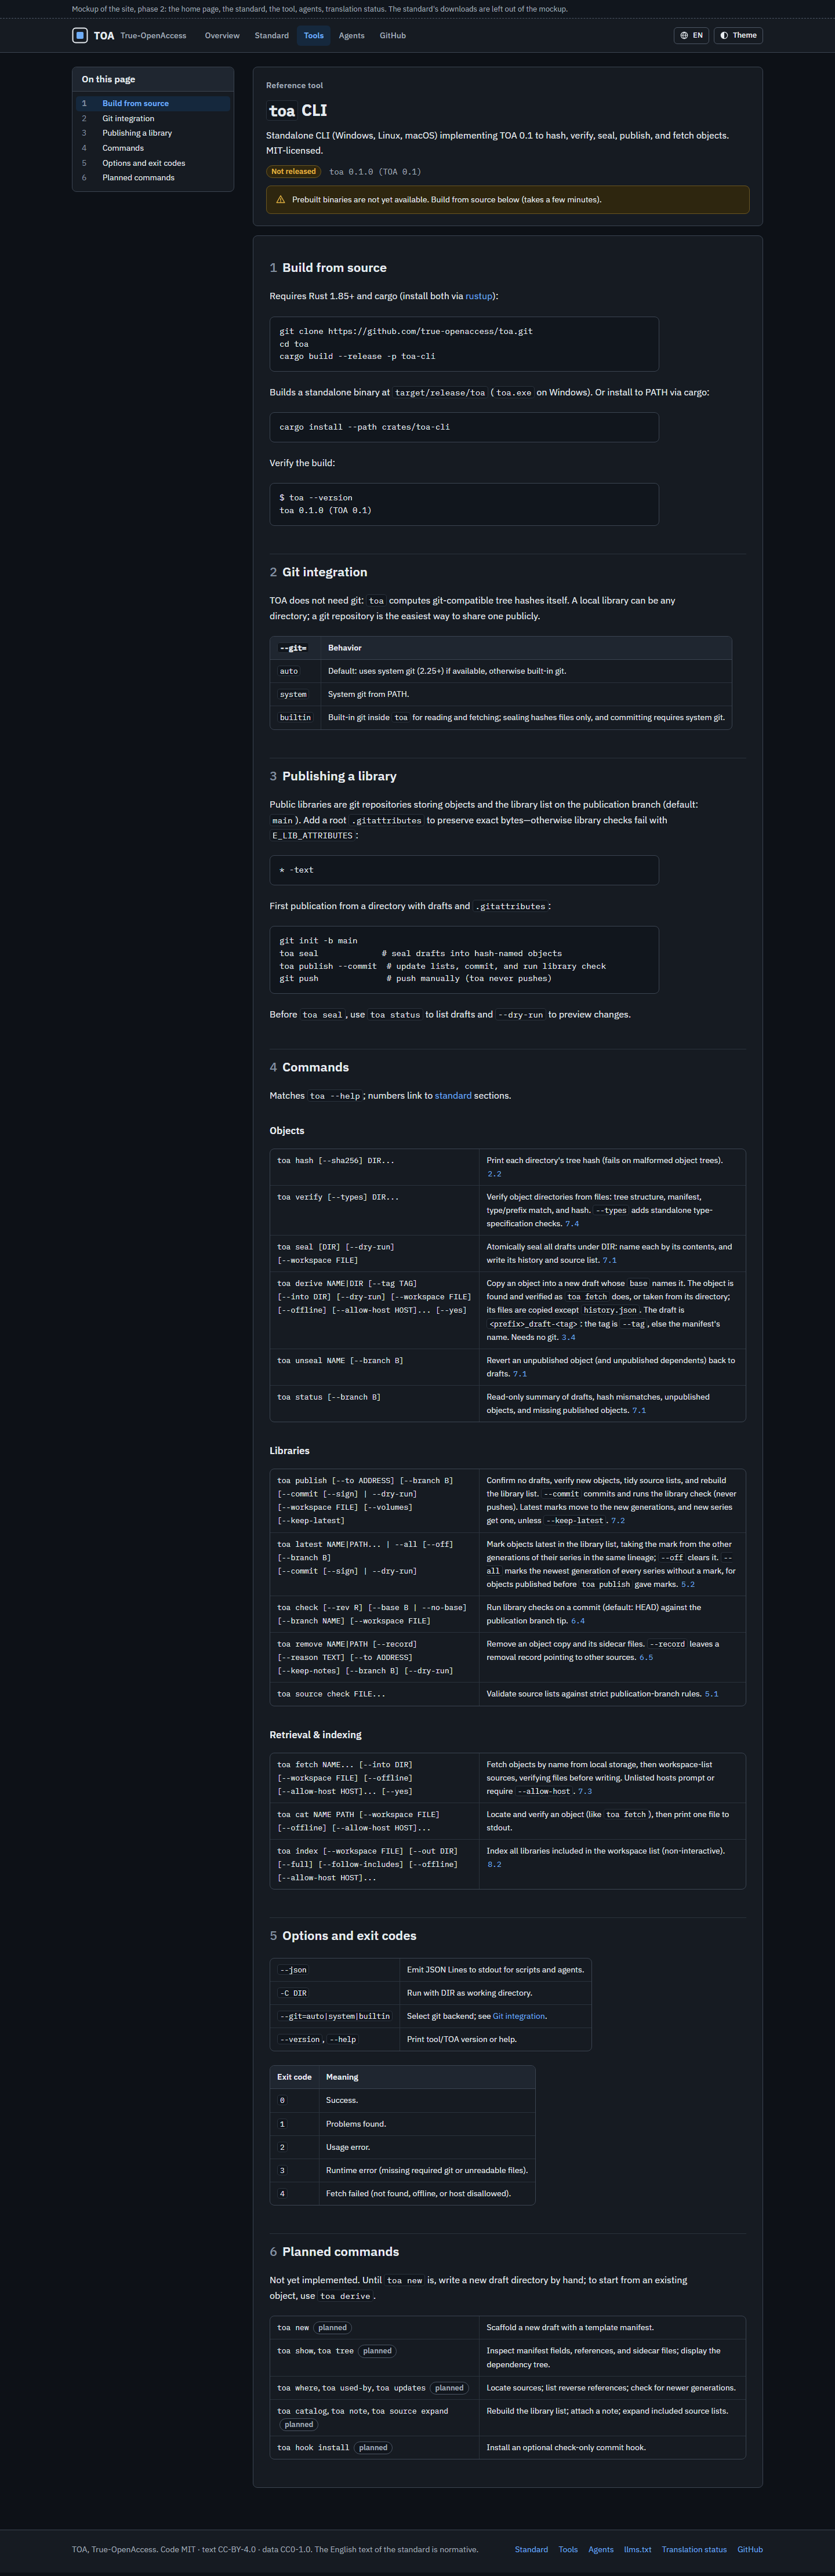 Mockup of the site, phase 2: the home page, the standard, the tool, agents, translation status. The standard's downloads are left out of the mockup.
TOA True-OpenAccess Overview Standard Tools Agents GitHub EN Theme
On this page
1 Build from source
2 Git integration
3 Publishing a library
4 Commands
5 Options and exit codes
6 Planned commands
Reference tool
toa CLI
Standalone CLI (Windows, Linux, macOS) implementing TOA 0.1 to hash, verify, seal, publish, and fetch objects.
MIT-licensed.
Not released toa 0.1.0 (TOA 0.1)
Prebuilt binaries are not yet available. Build from source below (takes a few minutes).
1 Build from source
Requires Rust 1.85+ and cargo (install both via rustup):
git clone https://github.com/true-openaccess/toa.git
cd toa
cargo build --release -p toa-cli
Builds a standalone binary at target/release/toa (toa.exe on Windows). Or install to PATH via cargo:
cargo install --path crates/toa-cli
Verify the build:
$ toa --version
toa 0.1.0 (TOA 0.1)
2 Git integration
TOA does not need git: toa computes git-compatible tree hashes itself. A local library can be any
directory; a git repository is the easiest way to share one publicly.
--git= Behavior
auto Default: uses system git (2.25+) if available, otherwise built-in git.
system System git from PATH.
builtin Built-in git inside toa for reading and fetching; sealing hashes files only, and committing requires system git.
3 Publishing a library
Public libraries are git repositories storing objects and the library list on the publication branch (default:
main). Add a root .gitattributes to preserve exact bytes—otherwise library checks fail with
E_LIB_ATTRIBUTES:
* -text
First publication from a directory with drafts and .gitattributes:
git init -b main
toa seal # seal drafts into hash-named objects
toa publish --commit # update lists, commit, and run library check
git push # push manually (toa never pushes)
Before toa seal, use toa status to list drafts and --dry-run to preview changes.
4 Commands
Matches toa --help; numbers link to standard sections.
Objects
toa hash [--sha256] DIR... Print each directory's tree hash (fails on malformed object trees).
2.2
toa verify [--types] DIR... Verify object directories from files: tree structure, manifest,
type/prefix match, and hash. --types adds standalone type-
specification checks. 7.4
toa seal [DIR] [--dry-run] Atomically seal all drafts under DIR: name each by its contents, and
[--workspace FILE] write its history and source list. 7.1
toa derive NAME|DIR [--tag TAG] Copy an object into a new draft whose base names it. The object is
[--into DIR] [--dry-run] [--workspace FILE] found and verified as toa fetch does, or taken from its directory;
[--offline] [--allow-host HOST]... [--yes] its files are copied except history.json. The draft is
<prefix>_draft-<tag>: the tag is --tag, else the manifest's
name. Needs no git. 3.4
toa unseal NAME [--branch B] Revert an unpublished object (and unpublished dependents) back to
drafts. 7.1
toa status [--branch B] Read-only summary of drafts, hash mismatches, unpublished
objects, and missing published objects. 7.1
Libraries
toa publish [--to ADDRESS] [--branch B] Confirm no drafts, verify new objects, tidy source lists, and rebuild
[--commit [--sign] | --dry-run] the library list. --commit commits and runs the library check (never
[--workspace FILE] [--volumes] pushes). Latest marks move to the new generations, and new series
[--keep-latest] get one, unless --keep-latest. 7.2
toa latest NAME|PATH... | --all [--off] Mark objects latest in the library list, taking the mark from the other
[--branch B] generations of their series in the same lineage; --off clears it. --
[--commit [--sign] | --dry-run] all marks the newest generation of every series without a mark, for
objects published before toa publish gave marks. 5.2
toa check [--rev R] [--base B | --no-base] Run library checks on a commit (default: HEAD) against the
[--branch NAME] [--workspace FILE] publication branch tip. 6.4
toa remove NAME|PATH [--record] Remove an object copy and its sidecar files. --record leaves a
[--reason TEXT] [--to ADDRESS] removal record pointing to other sources. 6.5
[--keep-notes] [--branch B] [--dry-run]
toa source check FILE... Validate source lists against strict publication-branch rules. 5.1
Retrieval & indexing
toa fetch NAME... [--into DIR] Fetch objects by name from local storage, then workspace-list
[--workspace FILE] [--offline] sources, verifying files before writing. Unlisted hosts prompt or
[--allow-host HOST]... [--yes] require --allow-host. 7.3
toa cat NAME PATH [--workspace FILE] Locate and verify an object (like toa fetch), then print one file to
[--offline] [--allow-host HOST]... stdout.
toa index [--workspace FILE] [--out DIR] Index all libraries included in the workspace list (non-interactive).
[--full] [--follow-includes] [--offline] 8.2
[--allow-host HOST]...
5 Options and exit codes
--json Emit JSON Lines to stdout for scripts and agents.
-C DIR Run with DIR as working directory.
--git=auto|system|builtin Select git backend; see Git integration.
--version, --help Print tool/TOA version or help.
Exit code Meaning
0 Success.
1 Problems found.
2 Usage error.
3 Runtime error (missing required git or unreadable files).
4 Fetch failed (not found, offline, or host disallowed).
6 Planned commands
Not yet implemented. Until toa new is, write a new draft directory by hand; to start from an existing
object, use toa derive.
toa new planned Scaffold a new draft with a template manifest.
toa show, toa tree planned Inspect manifest fields, references, and sidecar files; display the
dependency tree.
toa where, toa used-by, toa updates planned Locate sources; list reverse references; check for newer generations.
toa catalog, toa note, toa source expand Rebuild the library list; attach a note; expand included source lists.
planned
toa hook install planned Install an optional check-only commit hook.
TOA, True-OpenAccess. Code MIT · text CC-BY-4.0 · data CC0-1.0. The English text of the standard is normative. Standard Tools Agents llms.txt Translation status GitHub